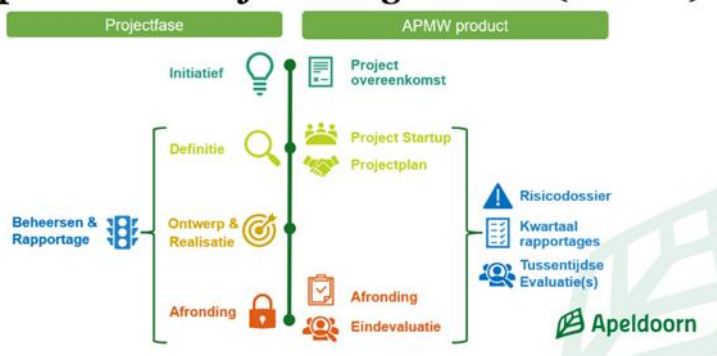 Projectfase
APMW product
Initiatief
Project
overeenkomst
Definitie
Project Startup
Projectplan
Beheersen &
Rapportage
Ontwerp &
Realisatie
Risicodossier
Kwartaal
rapportages
Tussentijdse
Evaluatie(s)
Afronding
Afronding
Eindevaluatie
Apeldoorn